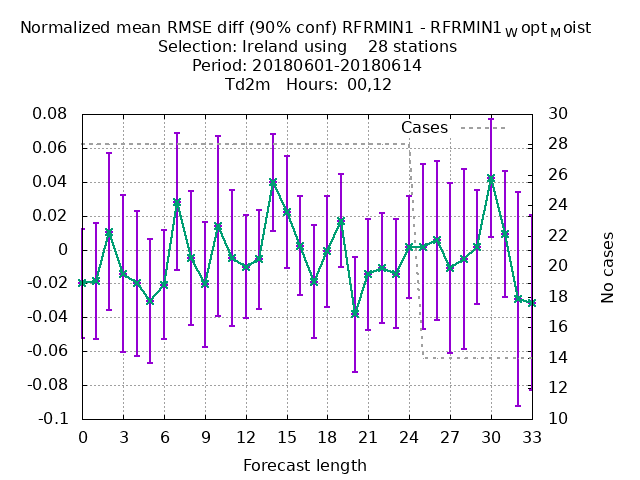 Normalized mean RMSE diff (90% conf) RFRMIN1 - RFRMIN1WoptMoist
Selection: Ireland using 28 stations
Period: 20180601-20180614
Td2m Hours: 00,12
Cases
0.08
0.06
0.04
0.02
0
-0.02
-0.04
-0.06
-0.08
-0.1
30
28
26
24
22
20
18
16
14
12
10
No cases
0 3 6 9 12 15 18 21 24 27 30 33
Forecast length